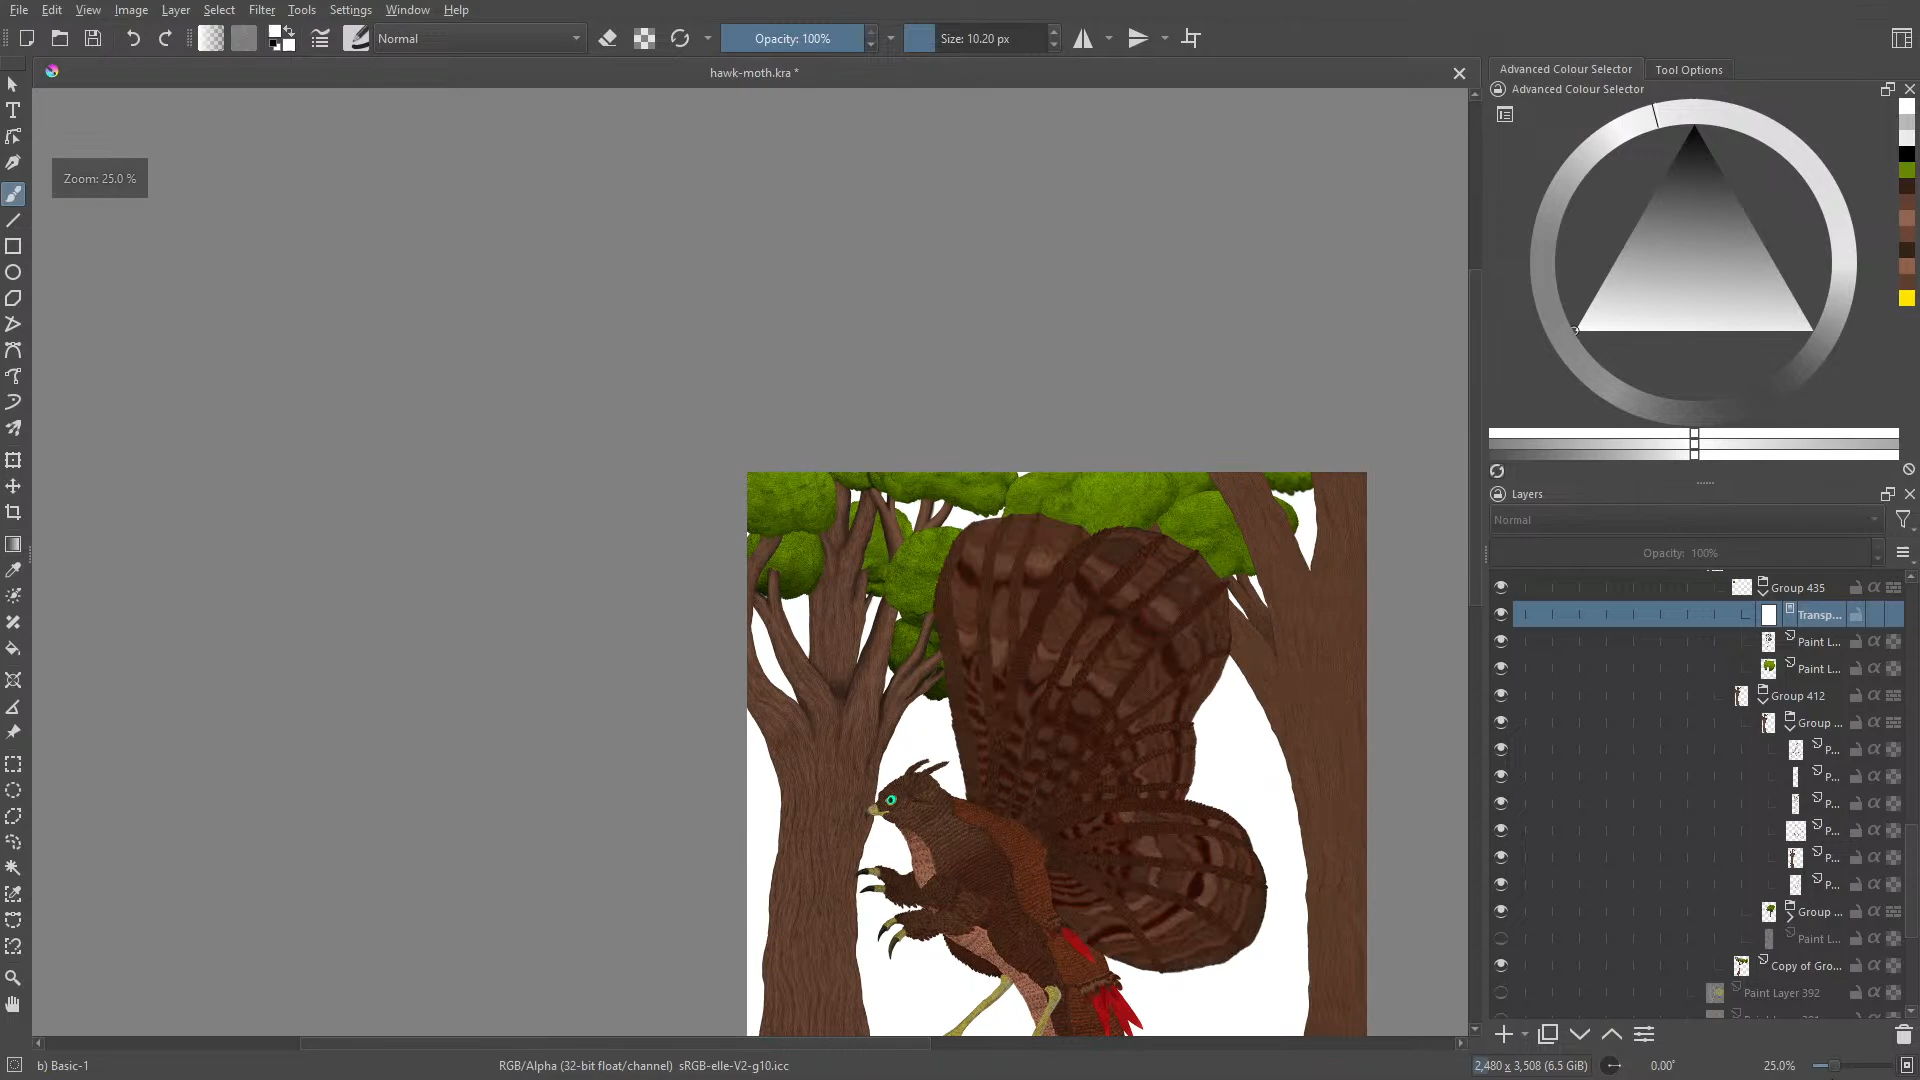 File Edit View Image Layer Select Filter Tools Settings Window Help
Normal
Opacity: 100%
Size: 10.20 px
hawk-moth.kra *
Zoom: 25.0 %
Advanced Colour Selector
Tool Options
Advanced Colour Selector
Layers
Normal
Opacity: 100%
Group 435
Transp...
Paint L...
Paint L...
Group 412
Group ...
P...
P...
P...
P...
P...
P...
Group ...
Paint L...
Copy of Gro...
Paint Layer 392
b) Basic-1
RGB/Alpha (32-bit float/channel) sRGB-elle-V2-g10.icc
2,480 x 3,508 (6.5 GiB)
0.00°
25.0%